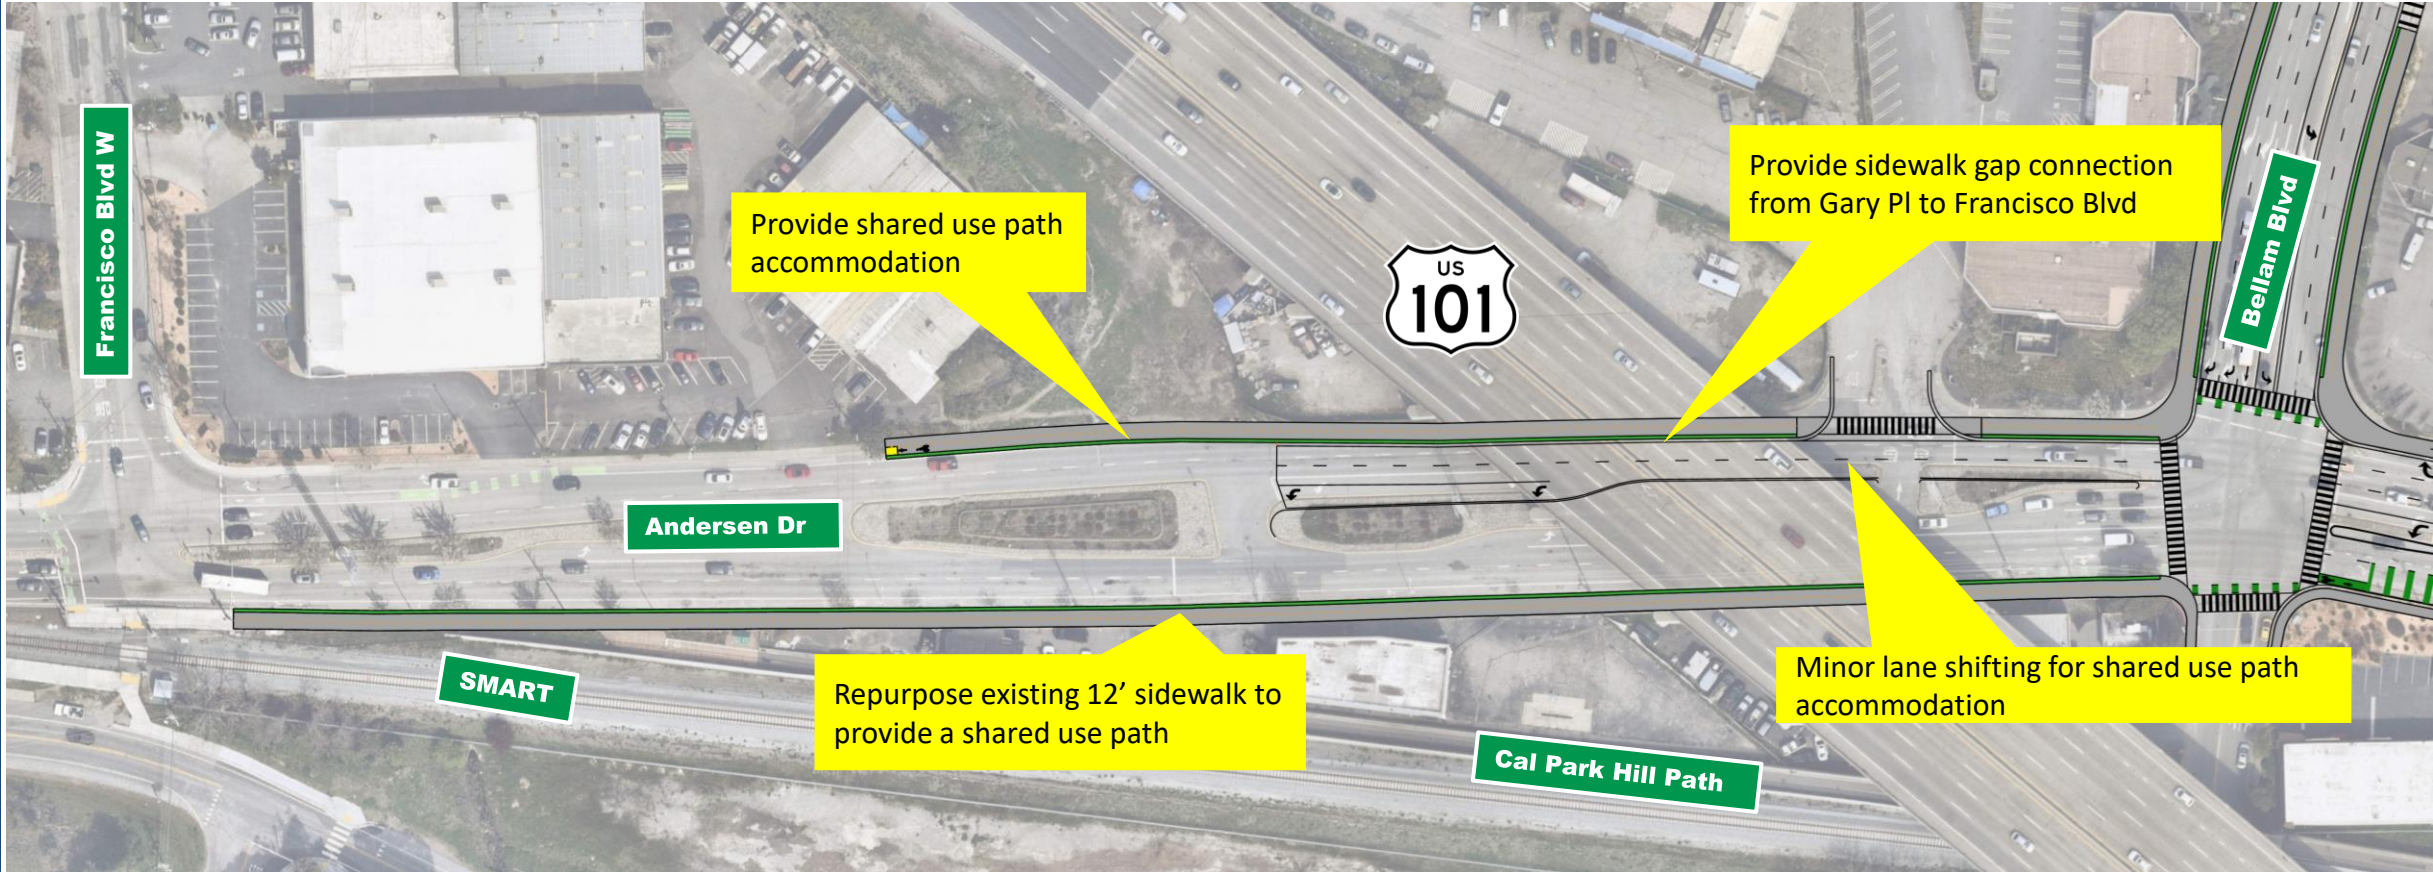 Francisco Blvd W
Provide shared use path
accommodation
US
101
Provide sidewalk gap connection
from Gary Pl to Francisco Blvd
Bellam Blvd
Andersen Dr
SMART
Repurpose existing 12’ sidewalk to
provide a shared use path
Cal Park Hill Path
Minor lane shifting for shared use path
accommodation